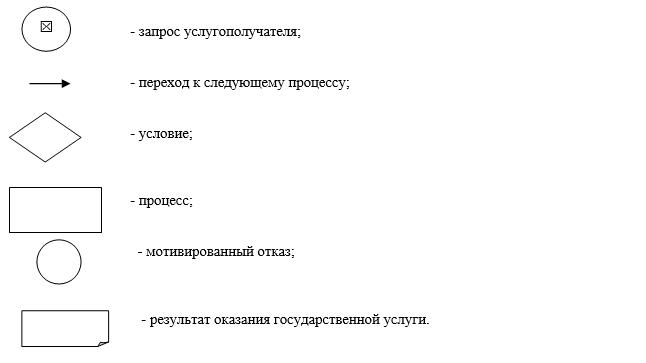 - запрос услугополучателя;
- переход к следующему процессу;
- условие;
- процесс;
- мотивированный отказ;
- результат оказания государственной услуги.